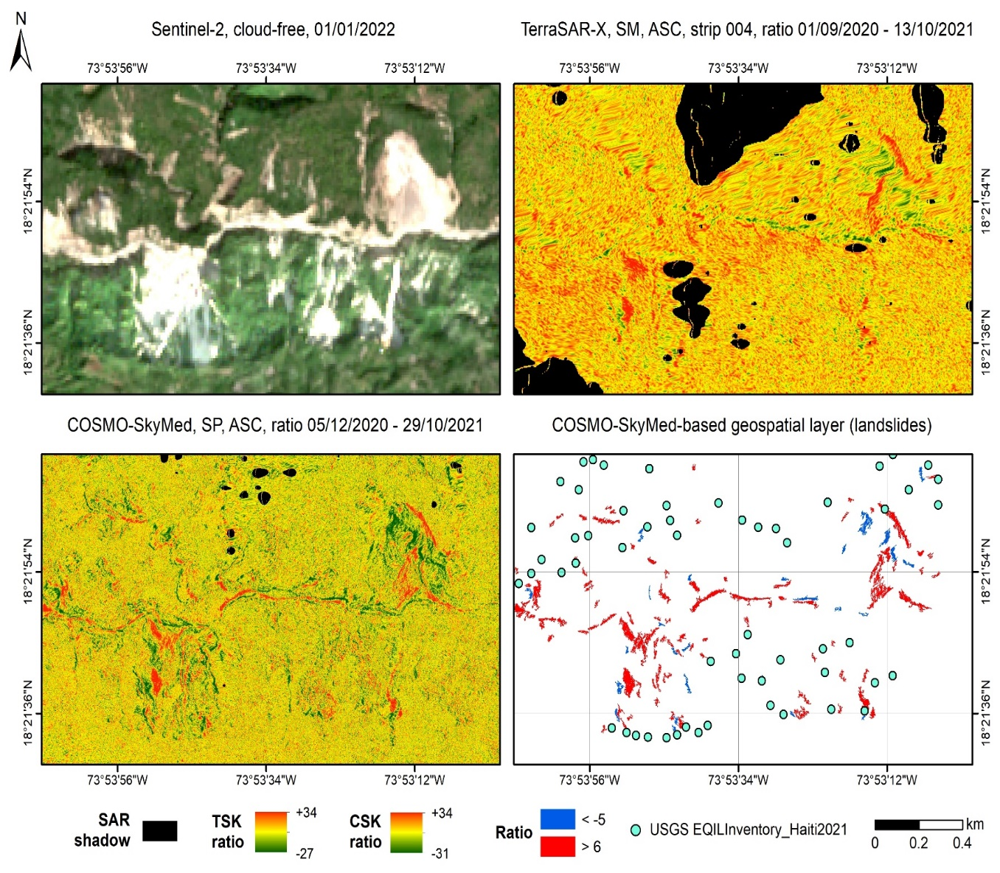 N
Sentinel-2, cloud-free, 01/01/2022
TerraSAR-X, SM, ASC, strip 004, ratio 01/09/2020 - 13/10/2021
73°53'56"W 73°53'34"W 73°53'12"W
73°53'56"W 73°53'34"W 73°53'12"W
18°21'54"N
18°21'36"N
18°21'54"N
18°21'36"N
COSMO-SkyMed, SP, ASC, ratio 05/12/2020 - 29/10/2021
COSMO-SkyMed-based geospatial layer (landslides)
18°21'54"N
18°21'36"N
18°21'54"N
18°21'36"N
73°53'56"W 73°53'34"W 73°53'12"W
73°53'56"W 73°53'34"W 73°53'12"W
SAR
shadow
TSK
ratio
+34
-27
CSK
ratio
+34
-31
Ratio
< -5
> 6
USGS EQILInventory_Haiti2021
km
0 0.2 0.4